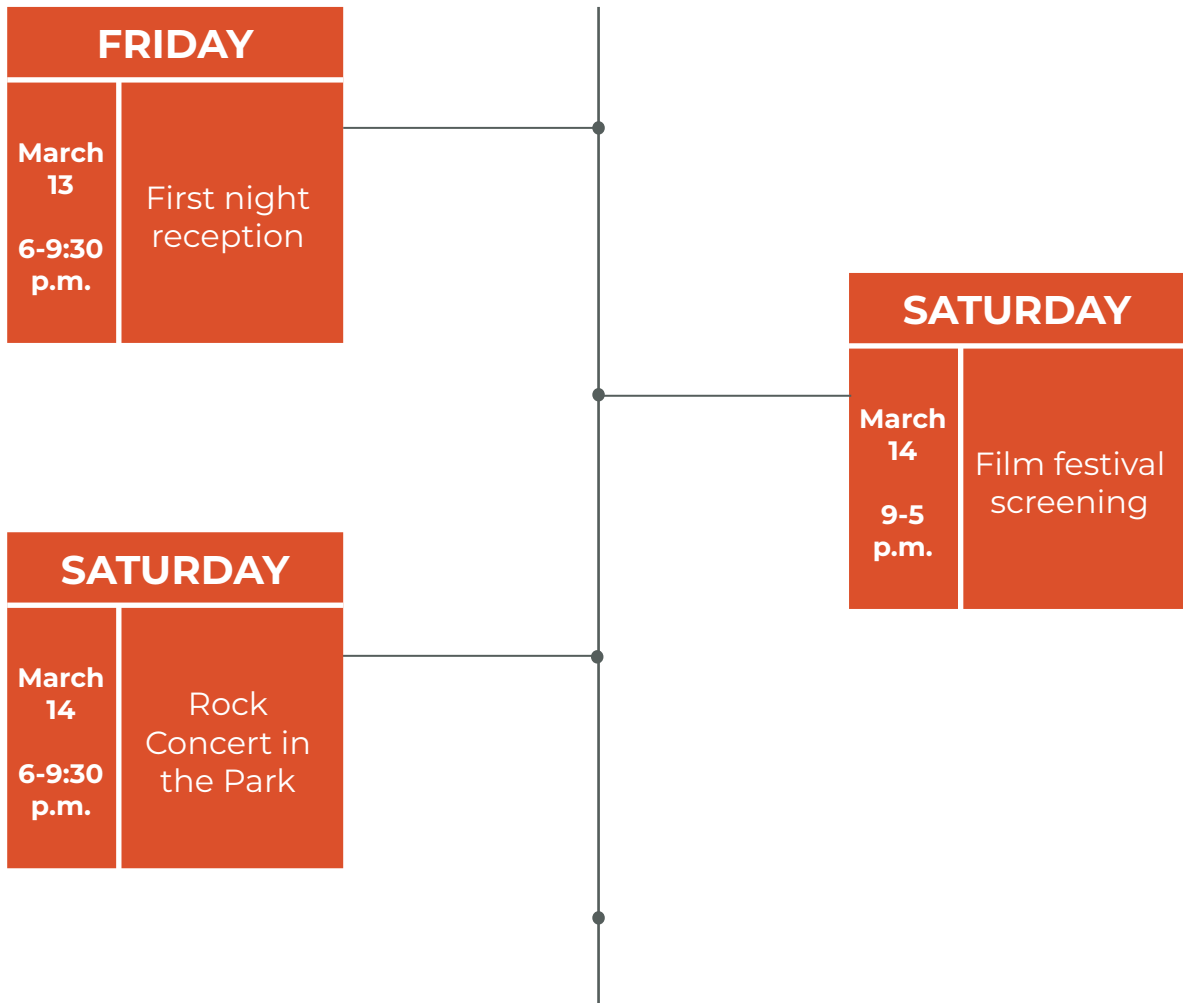 FRIDAY
March
13
6-9:30
p.m.
First night
reception
SATURDAY
March
14
9-5
p.m.
Film festival
screening
SATURDAY
March
14
6-9:30
p.m.
Rock
Concert in
the Park